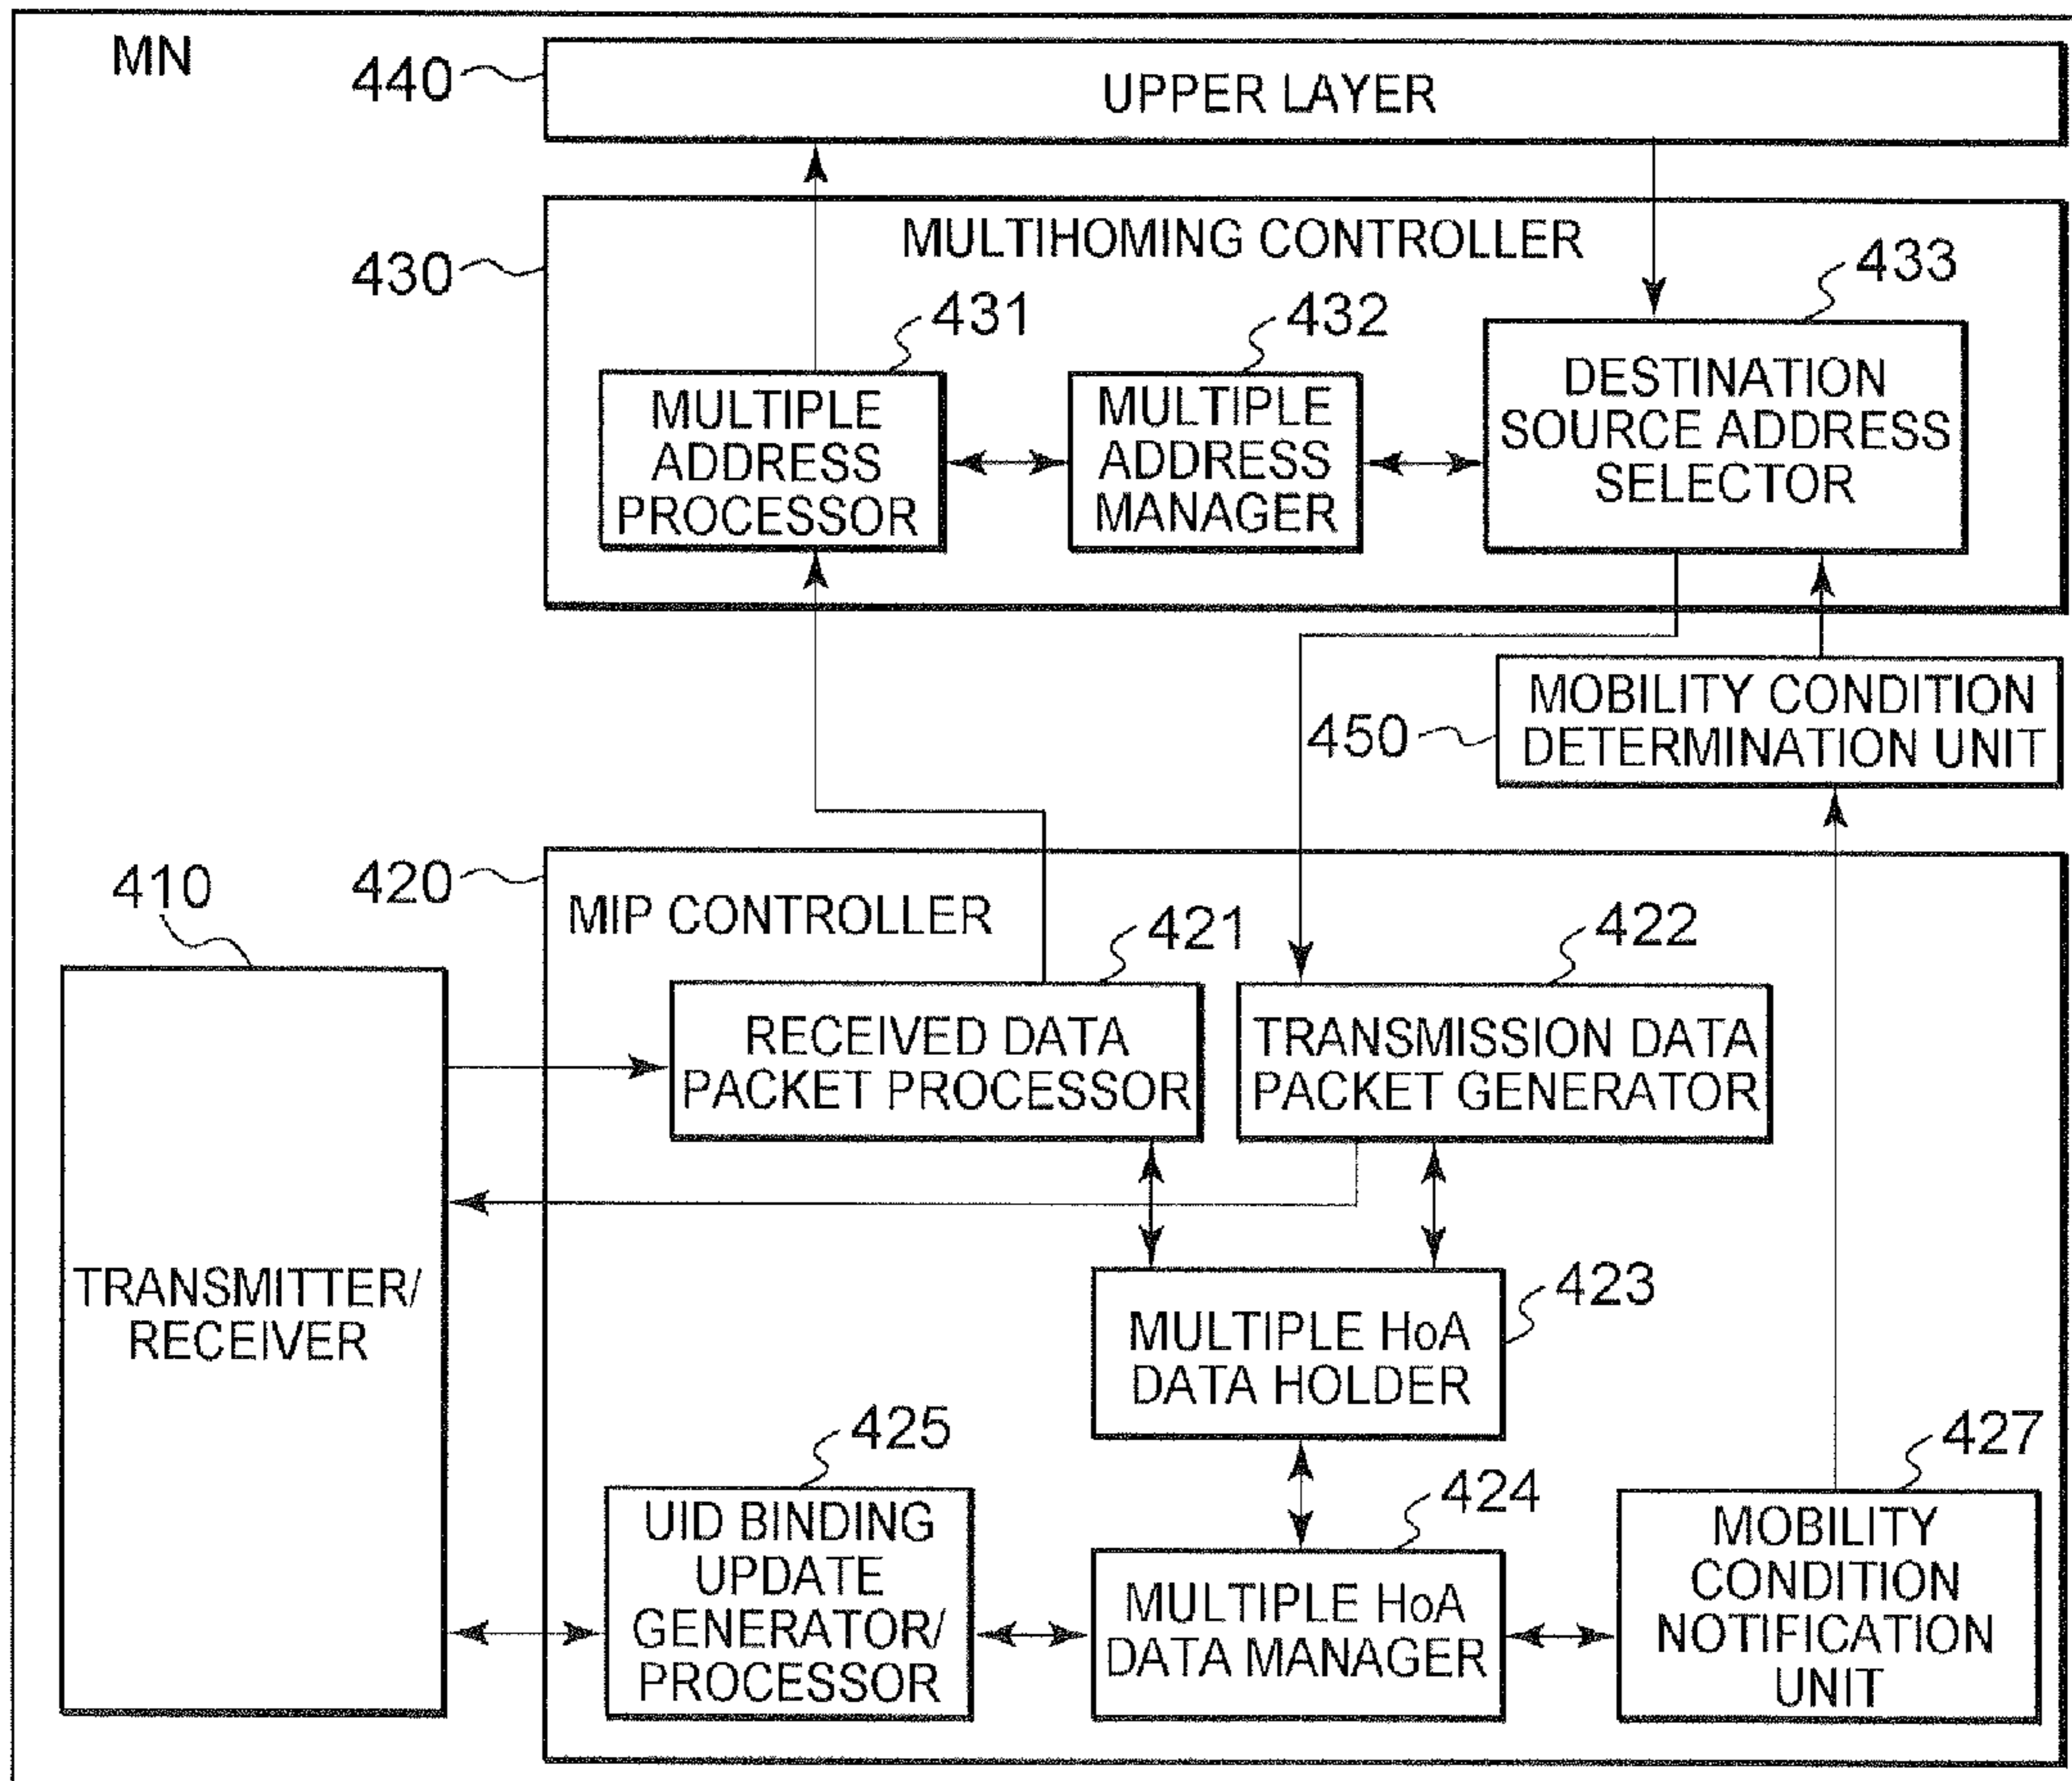 MN
440
UPPER LAYER
430
MULTIHOMING CONTROLLER
431
432
433
MULTIPLE
ADDRESS
PROCESSOR
MULTIPLE
ADDRESS
MANAGER
DESTINATION
SOURCE ADDRESS
SELECTOR
450
MOBILITY CONDITION
DETERMINATION UNIT
410
420
MIP CONTROLLER
421
422
RECEIVED DATA
PACKET PROCESSOR
TRANSMISSION DATA
PACKET GENERATOR
TRANSMITTER/
RECEIVER
423
MULTIPLE HoA
DATA HOLDER
425
424
427
UID BINDING
UPDATE
GENERATOR/
PROCESSOR
MULTIPLE HoA
DATA MANAGER
MOBILITY
CONDITION
NOTIFICATION
UNIT